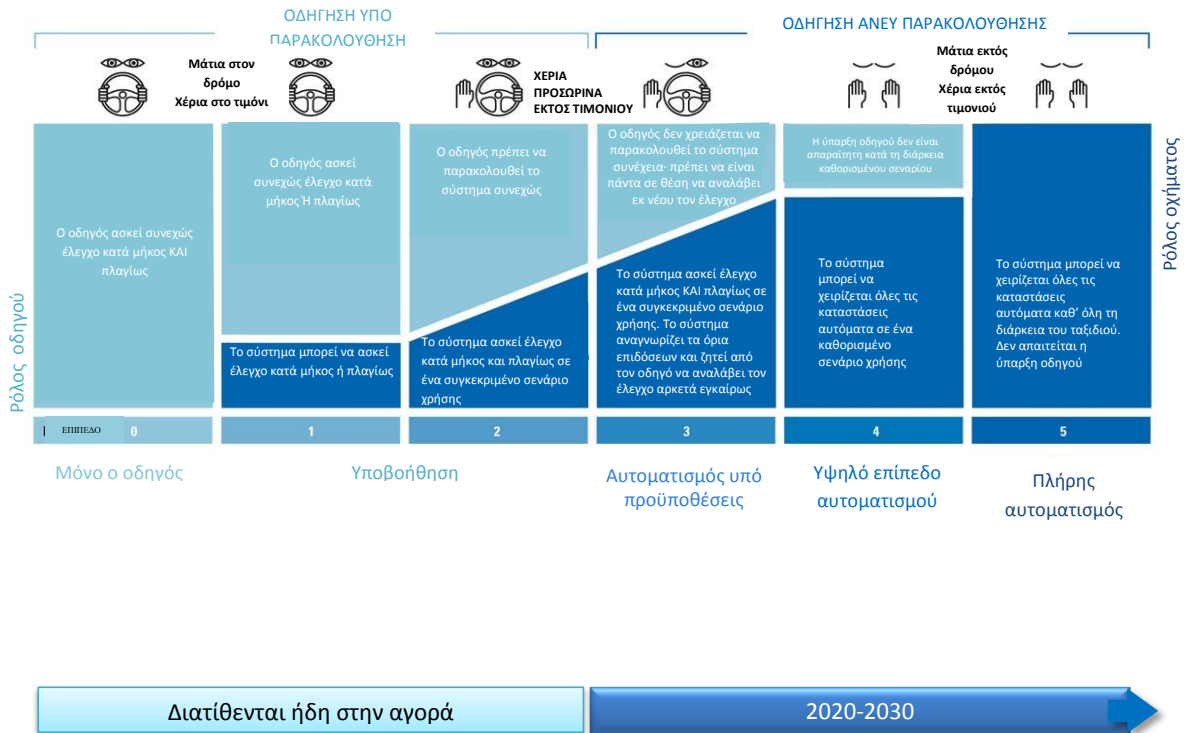 ΟΔΗΓΗΣΗ ΥΠΟ
ΠΑΡΑΚΟΛΟΥΘΗΣΗ
ΟΔΗΓΗΣΗ ΑΝΕΥ ΠΑΡΑΚΟΛΟΥΘΗΣΗΣ
Μάτια στον
δρόμο
Χέρια στο τιμόνι
ΧΕΡΙΑ
ΠΡΟΣΩΡΙΝΑ
ΕΚΤΟΣ ΤΙΜΟΝΙΟΥ
Μάτια εκτός
δρόμου
Χέρια εκτός
τιμονιού
Ρόλος οδηγού
Ο οδηγός ασκεί συνεχώς
έλεγχο κατά μήκος ΚΑΙ
πλαγίως
Ο οδηγός ασκεί
συνεχώς έλεγχο κατά
μήκος Ή πλαγίως
Το σύστημα μπορεί να ασκεί
έλεγχο κατά μήκος ή πλαγίως
Ο οδηγός πρέπει να
παρακολουθεί το
σύστημα συνεχώς
Το σύστημα ασκεί έλεγχο
κατά μήκος και πλαγίως σε
ένα συγκεκριμένο σενάριο
χρήσης
Ο οδηγός δεν χρειάζεται να
παρακολουθεί το σύστημα
συνέχεια· πρέπει να είναι
πάντα σε θέση να αναλάβει
εκ νέου τον έλεγχο
Το σύστημα ασκεί έλεγχο
κατά μήκος ΚΑΙ πλαγίως σε
ένα συγκεκριμένο σενάριο
χρήσης. Το σύστημα
αναγνωρίζει τα όρια
επιδόσεων και ζητεί από
τον οδηγό να αναλάβει τον
έλεγχο αρκετά εγκαίρως
Η ύπαρξη οδηγού δεν είναι
απαραίτητη κατά τη διάρκεια
καθορισμένου σεναρίου
Το σύστημα
μπορεί να
χειρίζεται όλες τις
καταστάσεις
αυτόματα σε ένα
καθορισμένο
σενάριο χρήσης
Το σύστημα μπορεί να
χειρίζεται όλες τις
καταστάσεις
αυτόματα καθ' όλη τη
διάρκεια του ταξιδιού.
Δεν απαιτείται η
ύπαρξη οδηγού
Ρόλος οχήματος
ΕΠΙΠΕΔΟ 0 1 2 3 4 5
Μόνο ο οδηγός
Υποβοήθηση
Αυτοματισμός υπό
προϋποθέσεις
Υψηλό επίπεδο
αυτοματισμού
Πλήρης
αυτοματισμός
Διατίθενται ήδη στην αγορά
2020-2030